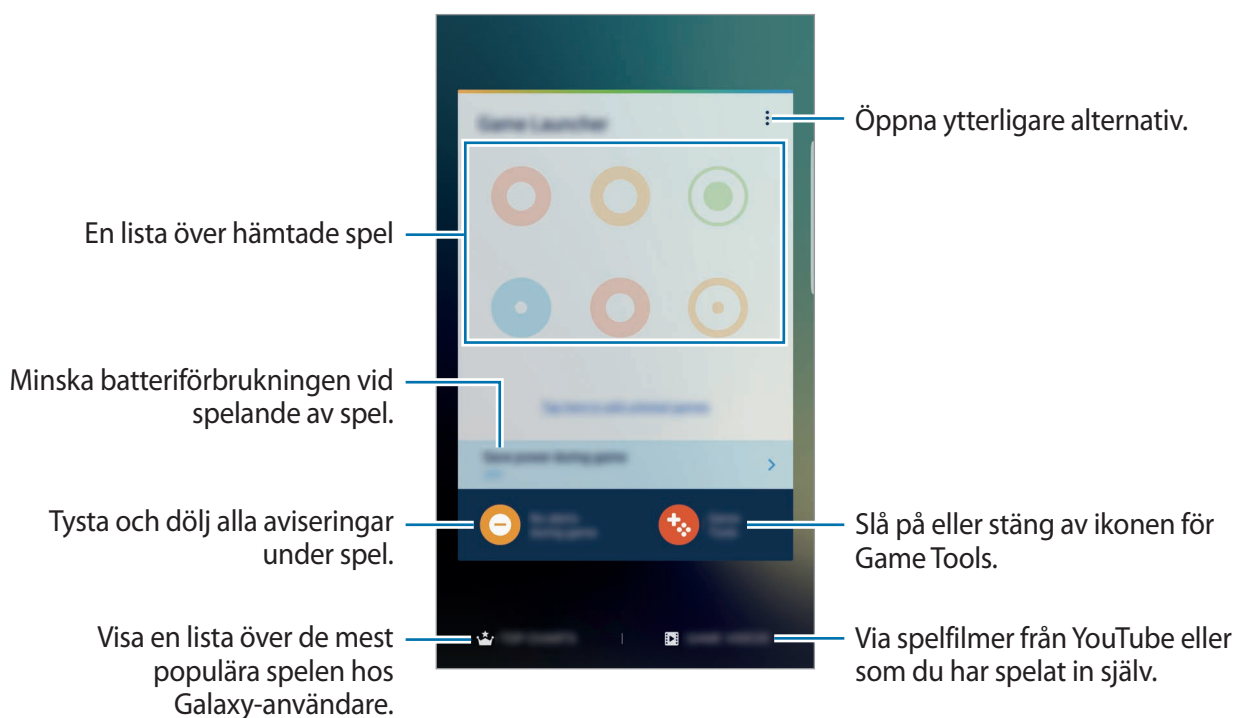 Game Launcher
Öppna ytterligare alternativ.
En lista över hämtade spel
Minska batteriförbrukningen vid
spelande av spel.
Tysta och dölj alla aviseringar
under spel.
Slå på eller stäng av ikonen för
Game Tools.
Visa en lista över de mest
populära spelen hos
Galaxy-användare.
Via spelfilmer från YouTube eller
som du har spelat in själv.